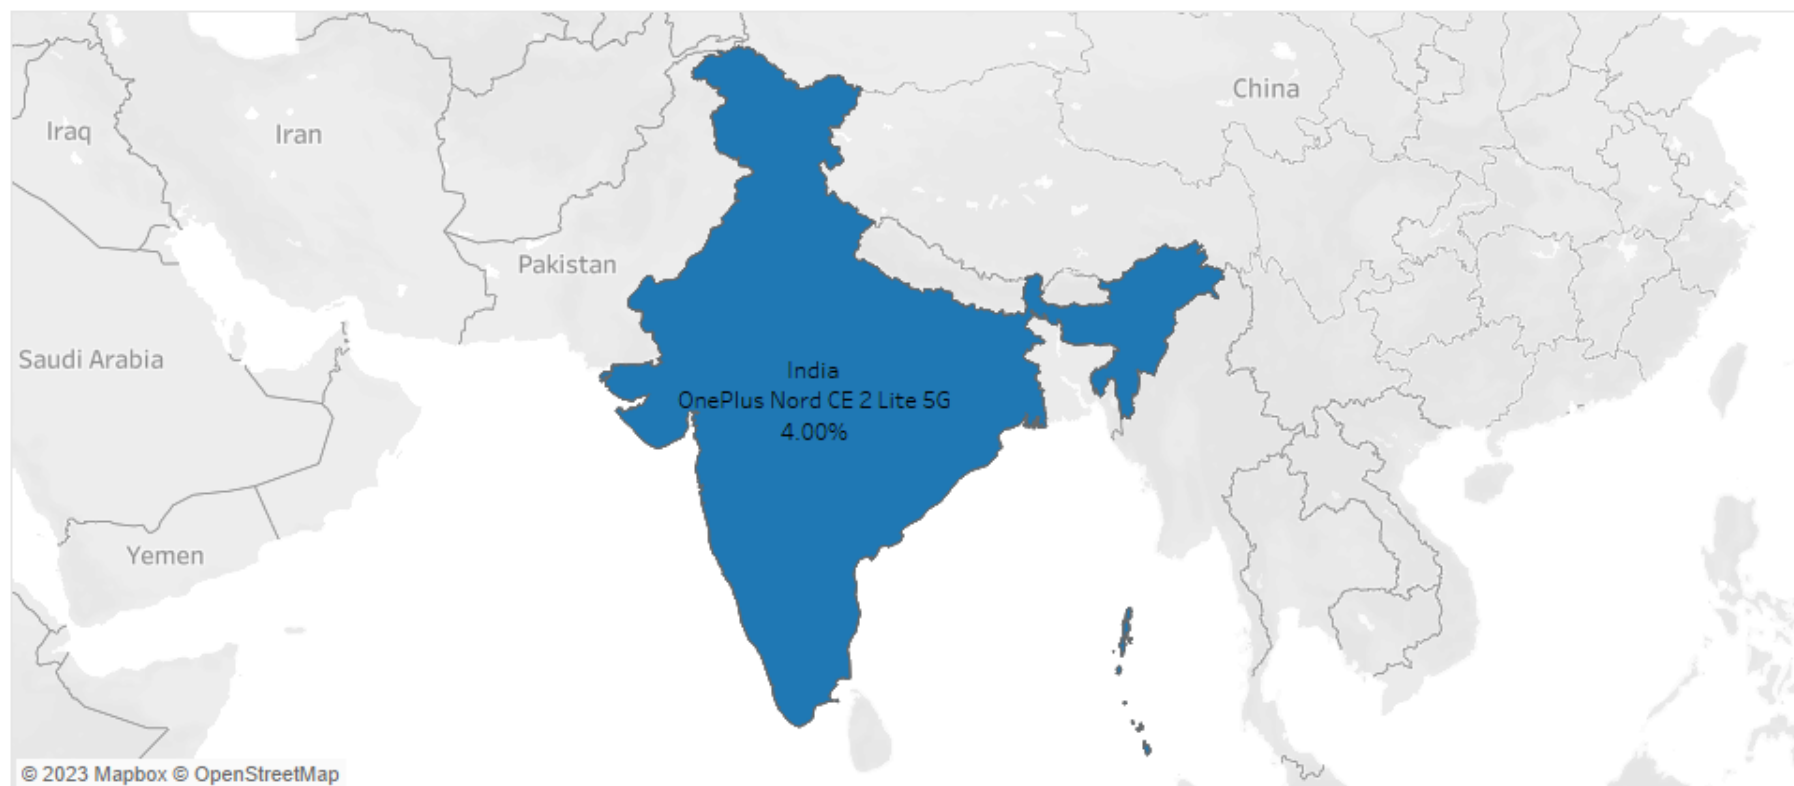 China
Iraq
Iran
Pakistan
Saudi Arabia
India
OnePlus Nord CE 2 Lite 5G
4.00%
Yemen
© 2023 Mapbox © OpenStreetMap